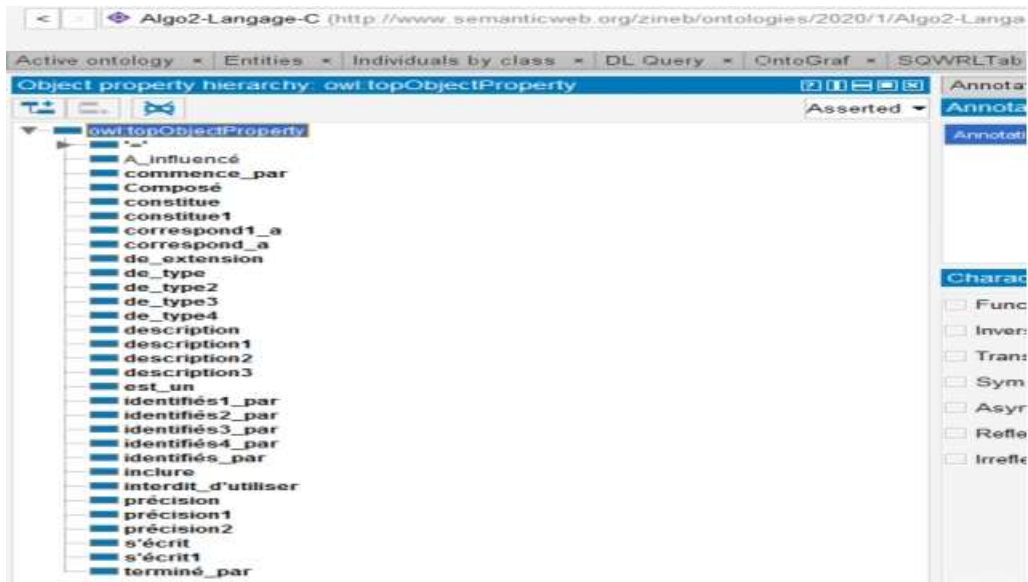 < > Algo2-Langage-C (http://www.semanticweb.org/zineb/ontologies/2020/1/Algo2-Langa
Active ontology × Entities × Individuals by class × DL Query × OntoGraf × SQWRLTab
Object property hierarchy: owl:topObjectProperty
Annota
Asserted
Annota
owl:topObjectProperty
Annotati
'='
A_influencé
commence_par
Composé
constitue
constitue1
correspond1_a
correspond_a
de_extension
de_type
Charac
de_type2
de_type3
Func
de_type4
description
Inver
description1
description2
Trans
description3
est_un
Sym
identifiés1_par
identifiés2_par
Asyr
identifiés3_par
identifiés4_par
Refle
identifiés_par
inclure
Irrefle
interdit_d'utiliser
précision
précision1
précision2
s'écrit
s'écrit1
terminé_par